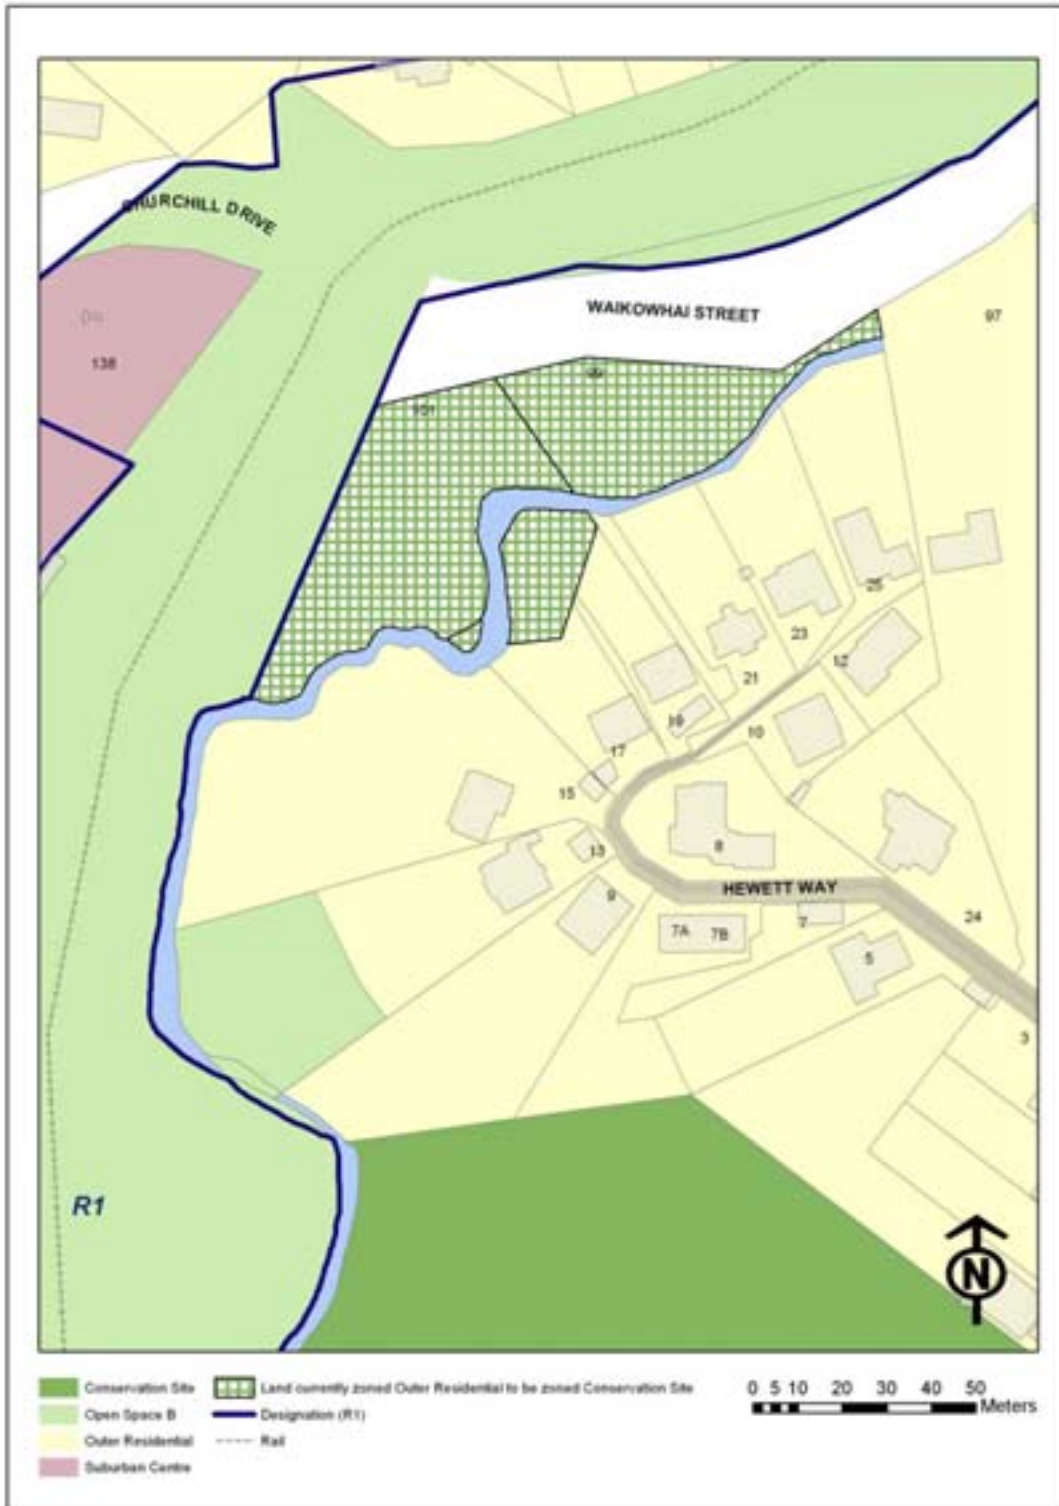 CHURCHILL DRIVE
WAIKOWHAI STREET
97
138
101
25
23
12
21
19
10
17
15
8
13
HEWETT WAY
9
24
7
7A 7B
5
3
R1
N
Conservation Site
Open Space B
Outer Residential
Suburban Centre
Land currently zoned Outer Residential to be zoned Conservation Site
Designation (R1)
Rail
0 5 10 20 30 40 50
Meters